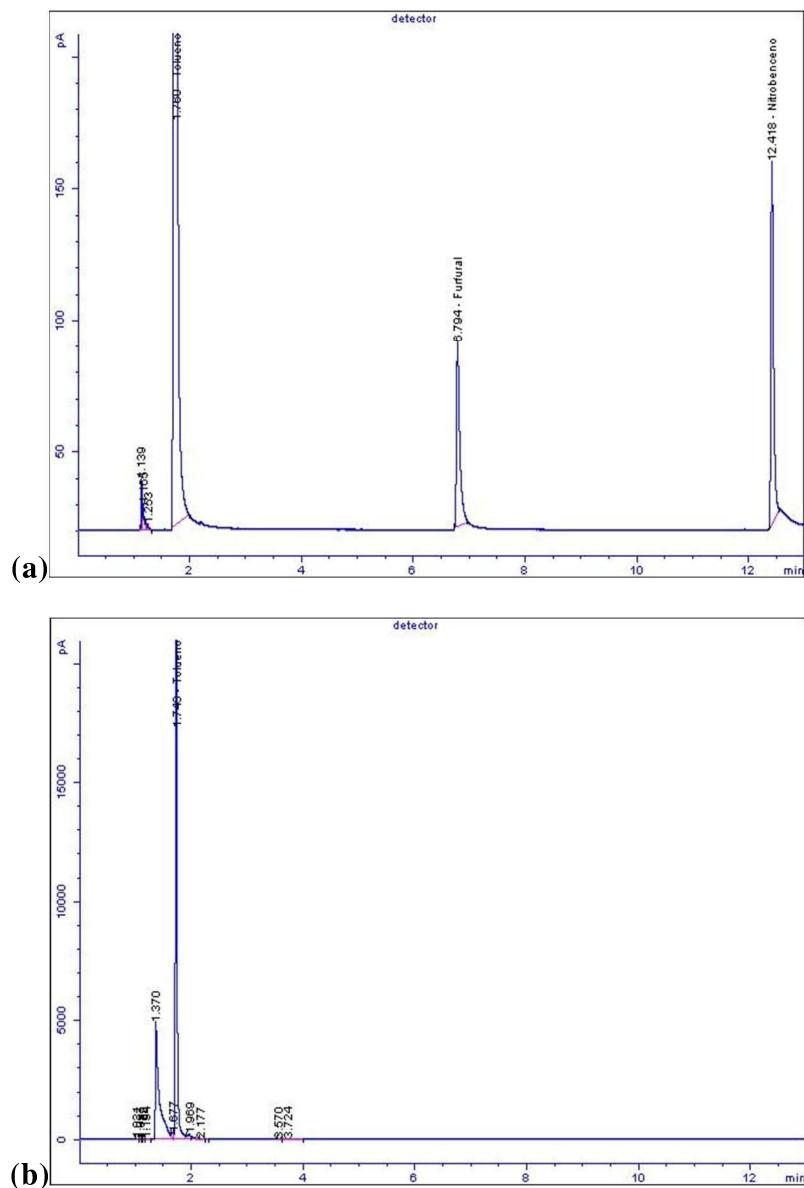 detector
pA
1.139
1.253
1.760 - Tolueno
6.794 - Furfural
12.418 - Nitrobenceno
150
100
50
2
4
6
8
10
12
min
(a)
detector
pA
1.370
1.743 - Tolueno
1.969
2.177
3.570
3.724
15000
10000
5000
0
2
4
6
8
10
12
min
(b)